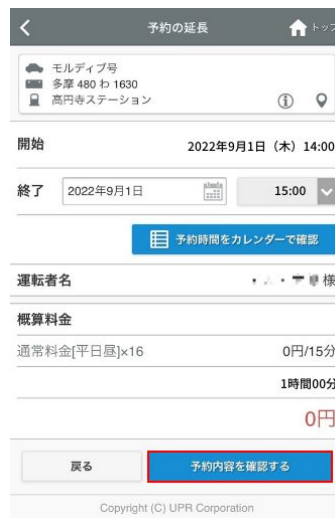 予約の延長
トップ
モルディブ号
多摩 480 わ 1630
高円寺ステーション
開始 2022年9月1日（木）14:00
終了 2022年9月1日 15:00
予約時間をカレンダーで確認
運転者名 様
概算料金
通常料金[平日昼]×16 0円/15分
1時間00分
0円
戻る 予約内容を確認する
Copyright (C) UPR Corporation